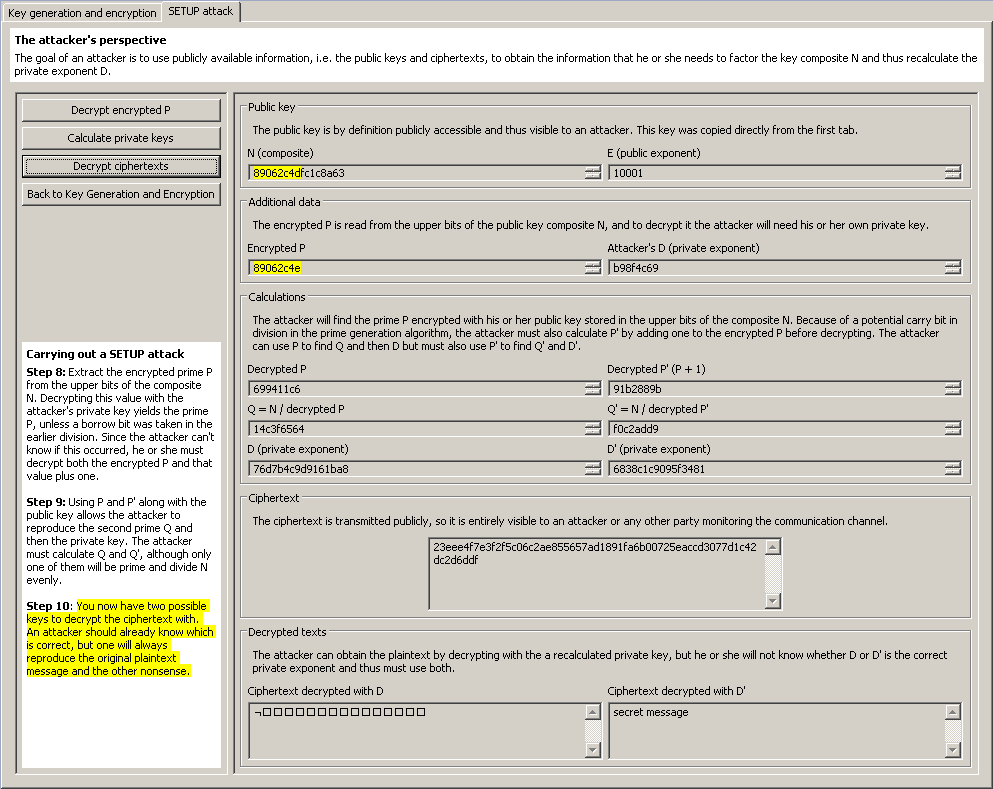 Key generation and encryption
SETUP attack
The attacker's perspective
The goal of an attacker is to use publicly available information, i.e. the public keys and ciphertexts, to obtain the information that he or she needs to factor the key composite N and thus recalculate the
private exponent D.
Decrypt encrypted P
Calculate private keys
Decrypt ciphertexts
Back to Key Generation and Encryption
Carrying out a SETUP attack
Step 8: Extract the encrypted prime P
from the upper bits of the composite
N. Decrypting this value with the
attacker's private key yields the prime
P, unless a borrow bit was taken in the
earlier division. Since the attacker can't
know if this occurred, he or she must
decrypt both the encrypted P and that
value plus one.
Step 9: Using P and P' along with the
public key allows the attacker to
reproduce the second prime Q and
then the private key. The attacker
must calculate Q and Q', although only
one of them will be prime and divide N
evenly.
Step 10: You now have two possible
keys to decrypt the ciphertext with.
An attacker should already know which
is correct, but one will always
reproduce the original plaintext
message and the other nonsense.
Public key
The public key is by definition publicly accessible and thus visible to an attacker. This key was copied directly from the first tab.
N (composite)
E (public exponent)
89062c4dfc1c8a63
10001
Additional data
The encrypted P is read from the upper bits of the public key composite N, and to decrypt it the attacker will need his or her own private key.
Encrypted P
Attacker's D (private exponent)
89062c4e
b98f4c69
Calculations
The attacker will find the prime P encrypted with his or her public key stored in the upper bits of the composite N. Because of a potential carry bit in
division in the prime generation algorithm, the attacker must also calculate P' by adding one to the encrypted P before decrypting. The attacker
can use P to find Q and then D but must also use P' to find Q' and D'.
Decrypted P
Decrypted P' (P + 1)
699411c6
91b2889b
Q = N / decrypted P
Q' = N / decrypted P'
14c3f6564
f0c2add9
D (private exponent)
D' (private exponent)
76d7b4c9d9161ba8
6838c1c9095f3481
Ciphertext
The ciphertext is transmitted publicly, so it is entirely visible to an attacker or any other party monitoring the communication channel.
23eee4f7e3f2f5c06c2ae855657ad1891fa6b00725eaccd3077d1c42
dc2d6ddf
Decrypted texts
The attacker can obtain the plaintext by decrypting with the a recalculated private key, but he or she will not know whether D or D' is the correct
private exponent and thus must use both.
Ciphertext decrypted with D
Ciphertext decrypted with D'
¬□□□□□□□□□□□□□□□
secret message